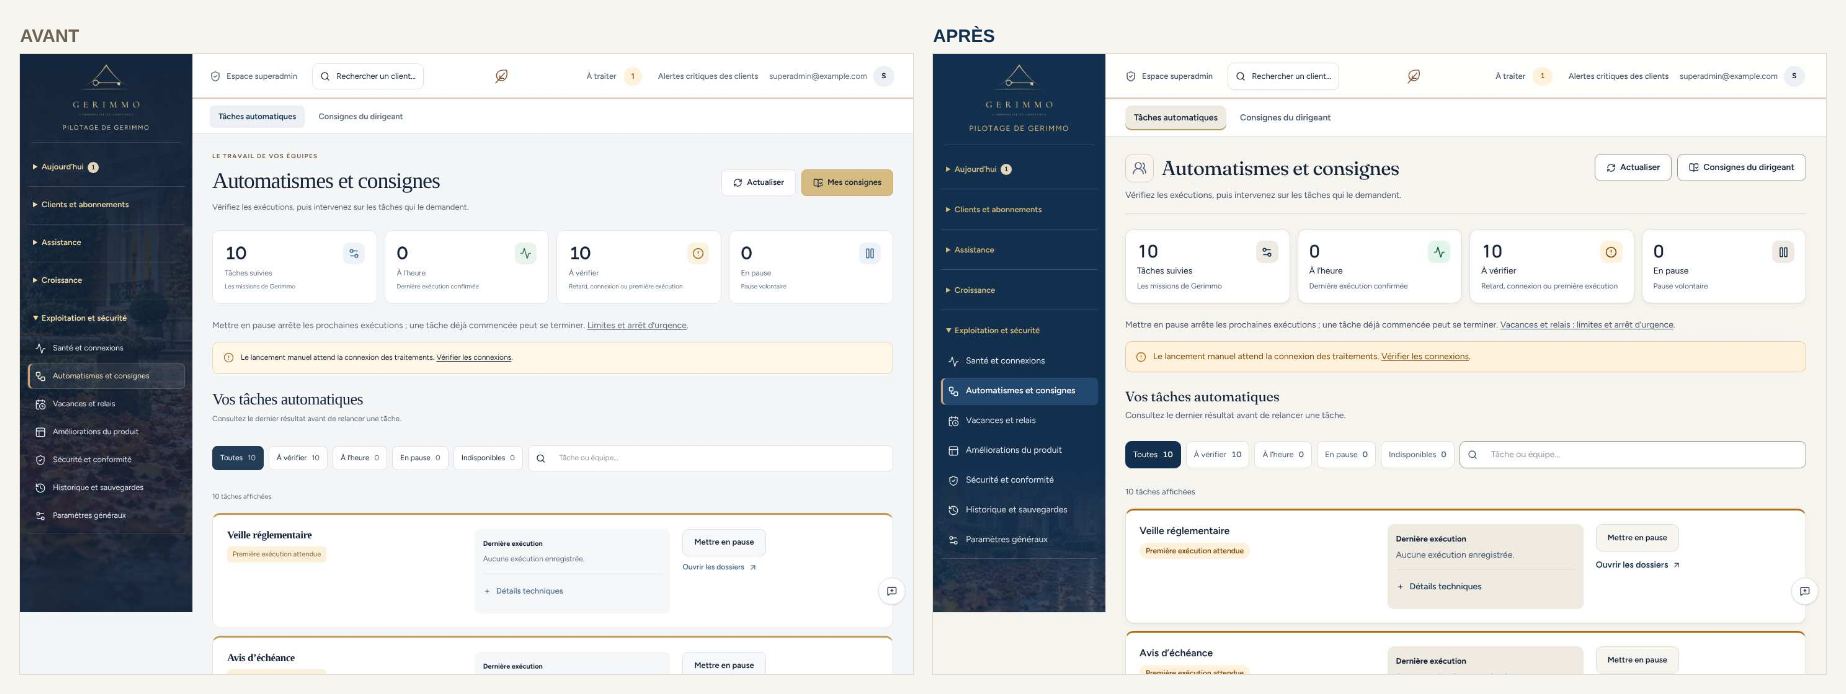 AVANT
GERIMMO
PILOTAGE DE GERIMMO
Aujourd'hui 1
Clients et abonnements
Assistance
Croissance
Exploitation et sécurité
Santé et connexions
Automatismes et consignes
Vacances et relais
Améliorations du produit
Sécurité et conformité
Historique et sauvegardes
Paramètres généraux
Espace superadmin
Rechercher un client...
À traiter 1
Alertes critiques des clients
superadmin@example.com
S
Tâches automatiques
Consignes du dirigeant
LE TRAVAIL DE VOS ÉQUIPES
Automatismes et consignes
Vérifiez les exécutions, puis intervenez sur les tâches qui le demandent.
Actualiser
Mes consignes
10
Tâches suivies
Les missions de Gerimmo
0
À l'heure
Dernière exécution confirmée
10
À vérifier
Retard, connexion ou première exécution
0
En pause
Pause volontaire
Mettre en pause arrête les prochaines exécutions ; une tâche déjà commencée peut se terminer. Limites et arrêt d'urgence.
Le lancement manuel attend la connexion des traitements. Vérifier les connexions.
Vos tâches automatiques
Consultez le dernier résultat avant de relancer une tâche.
Toutes 10
À vérifier 10
À l'heure 0
En pause 0
Indisponibles 0
Tâche ou équipe...
10 tâches affichées
Veille réglementaire
Première exécution attendue
Dernière exécution
Aucune exécution enregistrée.
+ Détails techniques
Mettre en pause
Ouvrir les dossiers
Avis d'échéance
Dernière exécution
Mettre en pause
APRÈS
GERIMMO
PILOTAGE DE GERIMMO
Aujourd'hui 1
Clients et abonnements
Assistance
Croissance
Exploitation et sécurité
Santé et connexions
Automatismes et consignes
Vacances et relais
Améliorations du produit
Sécurité et conformité
Historique et sauvegardes
Paramètres généraux
Espace superadmin
Rechercher un client...
À traiter 1
Alertes critiques des clients
superadmin@example.com
S
Tâches automatiques
Consignes du dirigeant
Automatismes et consignes
Vérifiez les exécutions, puis intervenez sur les tâches qui le demandent.
Actualiser
Consignes du dirigeant
10
Tâches suivies
Les missions de Gerimmo
0
À l'heure
Dernière exécution confirmée
10
À vérifier
Retard, connexion ou première exécution
0
En pause
Pause volontaire
Mettre en pause arrête les prochaines exécutions ; une tâche déjà commencée peut se terminer. Vacances et relais : limites et arrêt d'urgence.
Le lancement manuel attend la connexion des traitements. Vérifier les connexions.
Vos tâches automatiques
Consultez le dernier résultat avant de relancer une tâche.
Toutes 10
À vérifier 10
À l'heure 0
En pause 0
Indisponibles 0
Tâche ou équipe...
10 tâches affichées
Veille réglementaire
Première exécution attendue
Dernière exécution
Aucune exécution enregistrée.
+ Détails techniques
Mettre en pause
Ouvrir les dossiers
Avis d'échéance
Première exécution attendue
Dernière exécution
Mettre en pause